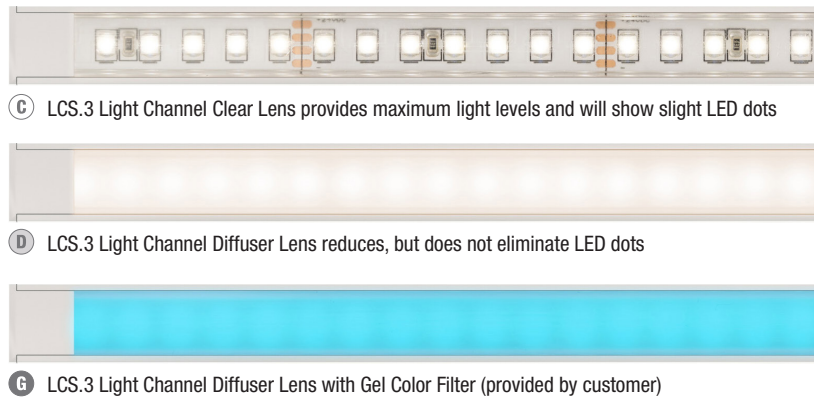 C LCS.3 Light Channel Clear Lens provides maximum light levels and will show slight LED dots
D LCS.3 Light Channel Diffuser Lens reduces, but does not eliminate LED dots
G LCS.3 Light Channel Diffuser Lens with Gel Color Filter (provided by customer)